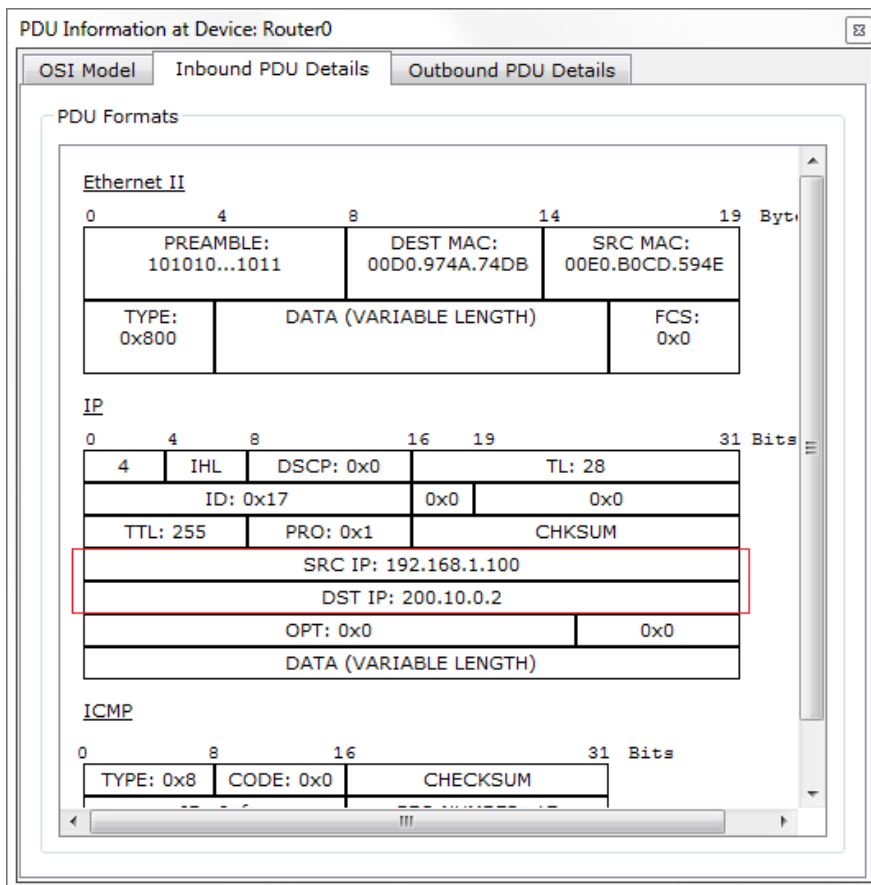 PDU Information at Device: Router0
OSI Model Inbound PDU Details Outbound PDU Details
PDU Formats
Ethernet II
0 4 8 14 19 Byt
PREAMBLE: DEST MAC: SRC MAC:
101010...1011 00D0.974A.74DB 00E0.B0CD.594E
TYPE: DATA (VARIABLE LENGTH) FCS:
0x800 0x0
IP
0 4 8 16 19 31 Bits
4 IHL DSCP: 0x0 TL: 28
ID: 0x17 0x0 0x0
TTL: 255 PRO: 0x1 CHKSUM
SRC IP: 192.168.1.100
DST IP: 200.10.0.2
OPT: 0x0 0x0
DATA (VARIABLE LENGTH)
ICMP
0 8 16 31 Bits
TYPE: 0x8 CODE: 0x0 CHECKSUM